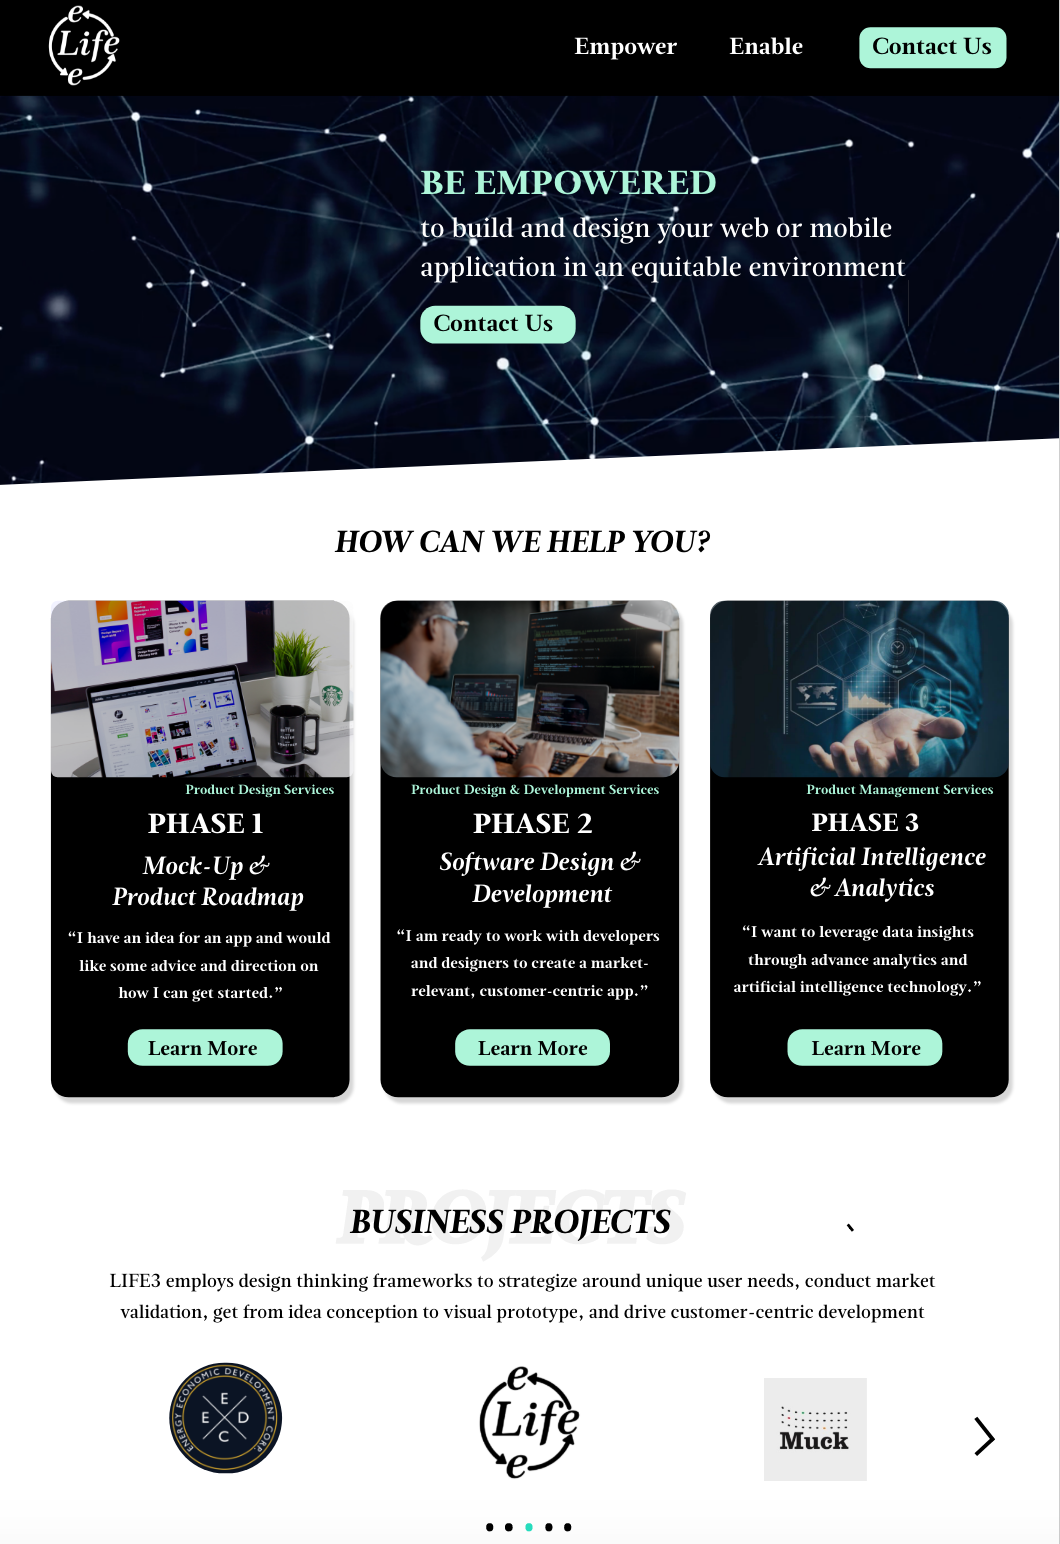 e
Life
e
Empower
Enable
Contact Us
BE EMPOWERED
to build and design your web or mobile
application in an equitable environment
Contact Us
HOW CAN WE HELP YOU?
Product Design Services
PHASE 1
Mock-Up &
Product Roadmap
“I have an idea for an app and would
like some advice and direction on
how I can get started.”
Learn More
Product Design & Development Services
PHASE 2
Software Design &
Development
“I am ready to work with developers
and designers to create a market-
relevant, customer-centric app.”
Learn More
Product Management Services
PHASE 3
Artificial Intelligence
& Analytics
“I want to leverage data insights
through advance analytics and
artificial intelligence technology.”
Learn More
PROJECTS
BUSINESS PROJECTS
LIFE3 employs design thinking frameworks to strategize around unique user needs, conduct market
validation, get from idea conception to visual prototype, and drive customer-centric development
ENERGY ECONOMIC DEVELOPMENT CORP.
E
E D
C
e
Life
e
Muck